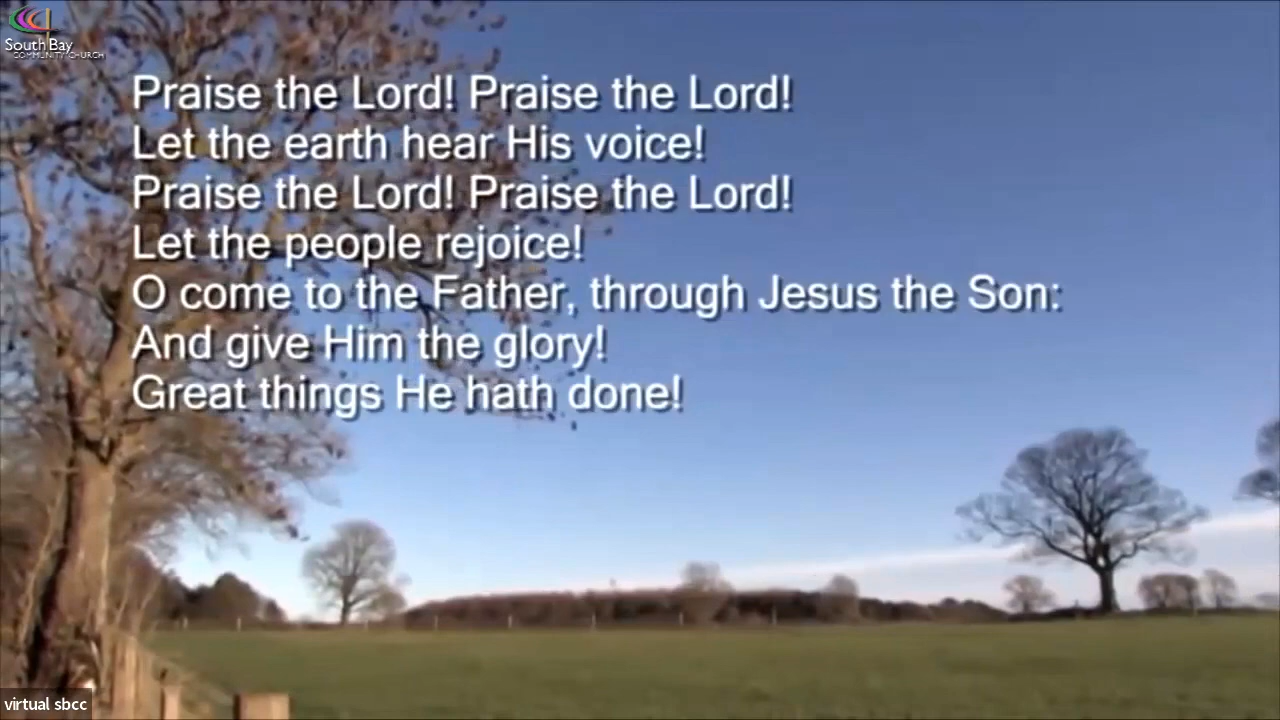 South Bay
COMMUNITY CHURCH
Praise the Lord! Praise the Lord!
Let the earth hear His voice!
Praise the Lord! Praise the Lord!
Let the people rejoice!
O come to the Father, through Jesus the Son:
And give Him the glory!
Great things He hath done!
virtual sbcc